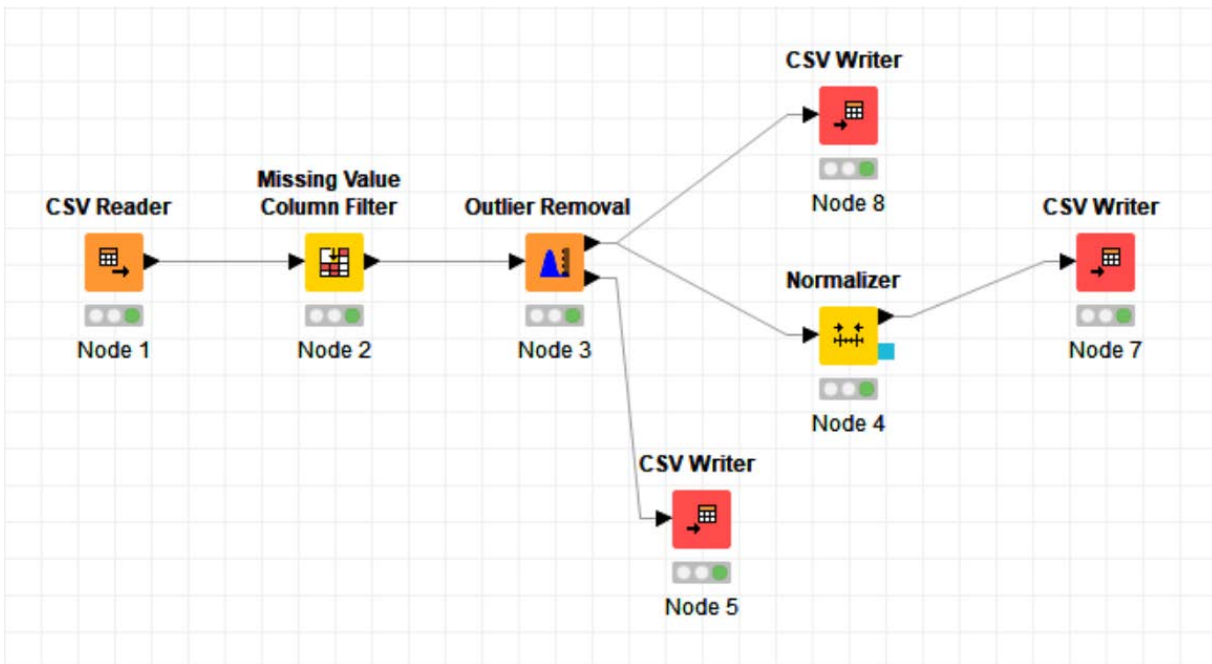 CSV Writer
Node 8
Missing Value
Column Filter
CSV Reader
Outlier Removal
CSV Writer
Normalizer
Node 1
Node 2
Node 3
Node 7
Node 4
CSV Writer
Node 5